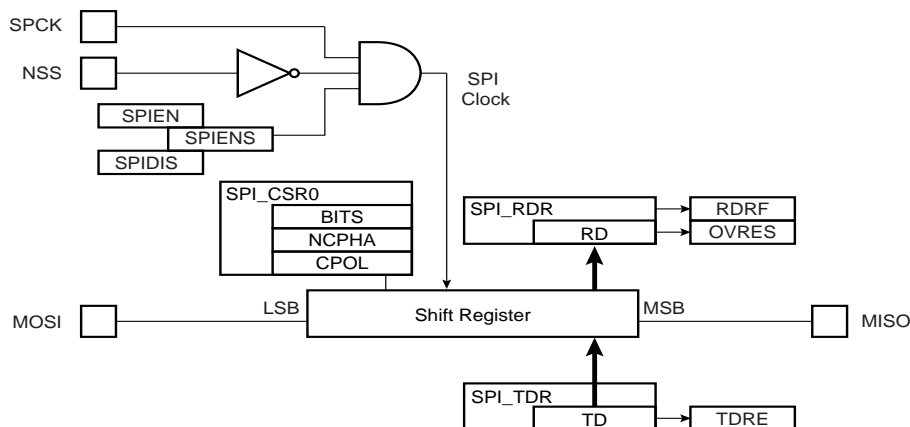 SPCK
NSS
SPI
Clock
SPIEN
SPIENS
SPIDIS
SPI_CSR0
BITS
NCPHA
CPOL
SPI_RDR
RD
RDRF
OVRES
MOSI
LSB
Shift Register
MSB
MISO
SPI_TDR
TD
TDRE